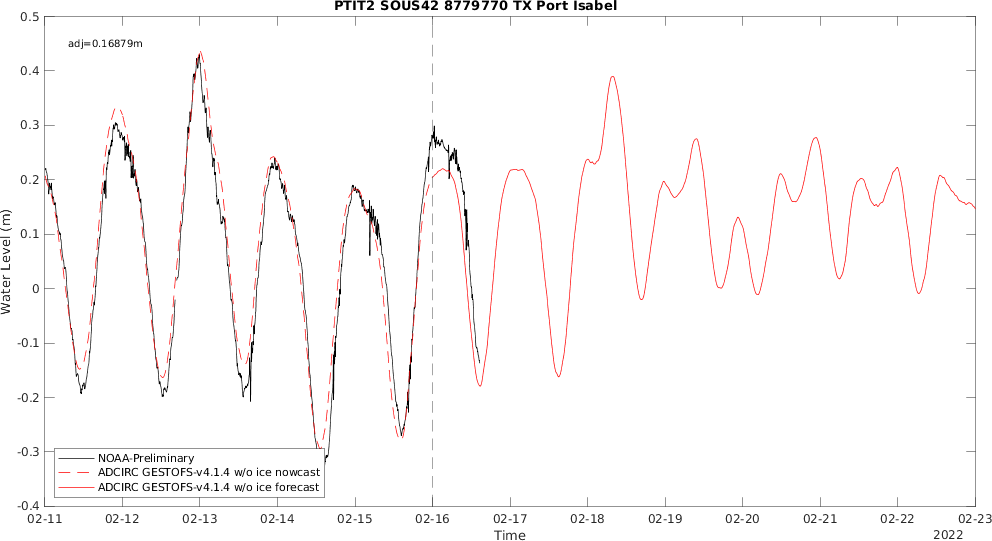 PTIT2 SOUS42 8779770 TX Port Isabel
adj=0.16879m
0.5
0.4
0.3
0.2
0.1
0
-0.1
-0.2
-0.3
-0.4
Water Level (m)
NOAA-Preliminary
ADCIRC GESTOFS-v4.1.4 w/o ice nowcast
ADCIRC GESTOFS-v4.1.4 w/o ice forecast
02-11 02-12 02-13 02-14 02-15 02-16 02-17 02-18 02-19 02-20 02-21 02-22 02-23
Time
2022